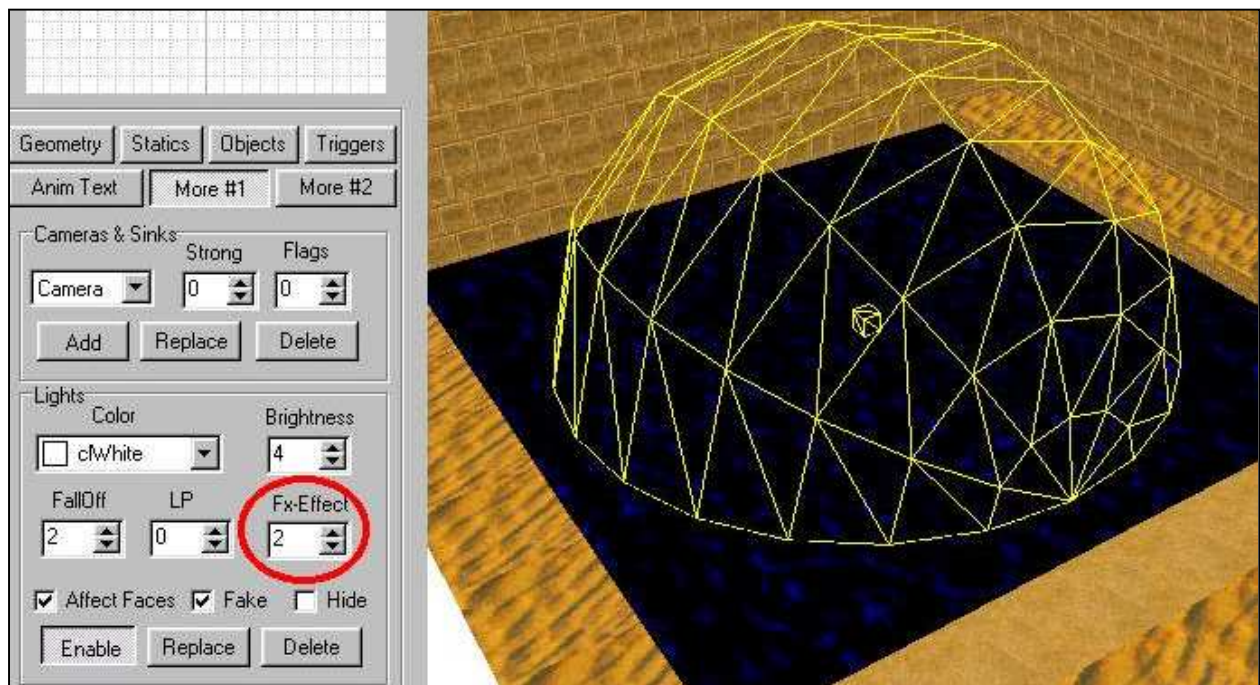 Geometry Statics Objects Triggers
Anim Text More #1 More #2
Cameras & Sinks
Strong Flags
Camera 0 0
Add Replace Delete
Lights
Color Brightness
clWhite 4
FallOff LP Fx-Effect
2 0 2
Affect Faces Fake Hide
Enable Replace Delete